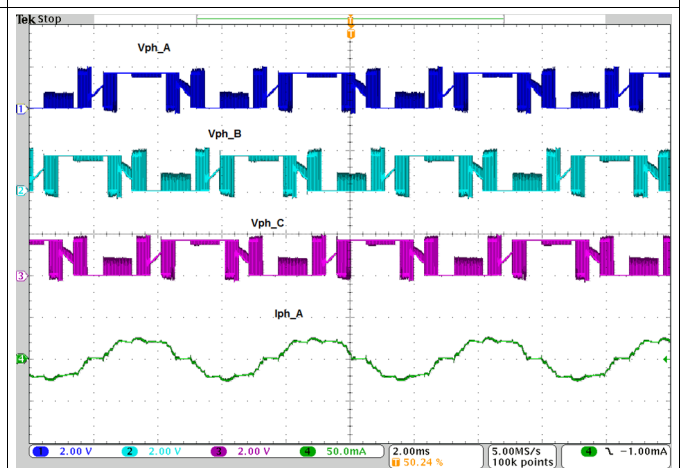 Tek Stop
T
T
Vph_A
1
Vph_B
2
Vph_C
3
Iph_A
4
1 2.00 V 2 2.00 V 3 2.00 V 4 50.0mA 2.00ms 5.00MS/s 4 -1.00mA
T 50.24 % 100k points